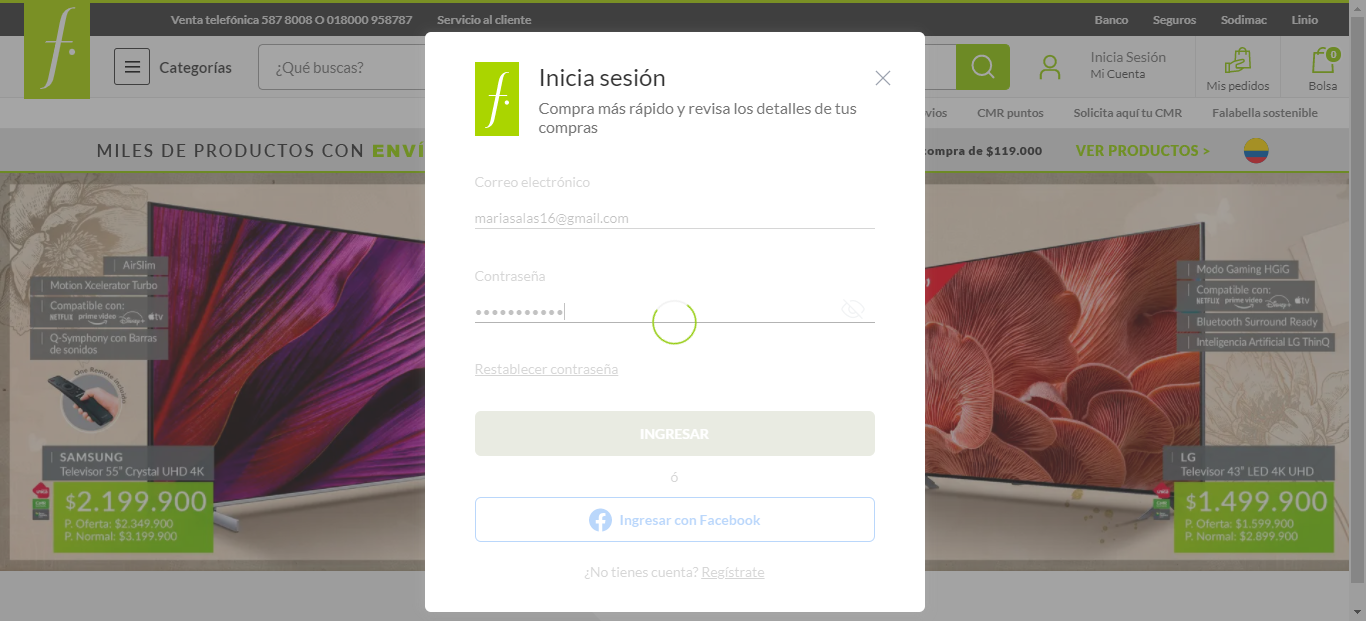 Venta telefónica 587 8008 O 018000 958787
Servicio al cliente
Banco
Seguros
Sodimac
Linio
Categorías
¿Qué buscas?
Inicia Sesión
Mi Cuenta
Mis pedidos
0
Bolsa
CMR puntos
Solicita aquí tu CMR
Falabella sostenible
MILES DE PRODUCTOS CON ENVÍ
compra de $119.000
VER PRODUCTOS >
f.
Inicia sesión
Compra más rápido y revisa los detalles de tus
compras
Correo electrónico
mariasalas16@gmail.com
Contraseña
•••••••••••
Restablecer contraseña
INGRESAR
ó
Ingresar con Facebook
¿No tienes cuenta? Regístrate
AirSlim
Motion Xcelerator Turbo
Compatible con:
NETFLIX prime video Disney+ tv
Q-Symphony con Barras
de sonidos
One Remote incluido
SAMSUNG
Televisor 55” Crystal UHD 4K
$2.199.900
P. Oferta: $2.349.900
P. Normal: $3.199.900
Modo Gaming HGiG
Compatible con:
NETFLIX prime video Disney+ tv
Bluetooth Surround Ready
Inteligencia Artificial LG ThinQ
LG
Televisor 43” LED 4K UHD
$1.499.900
P. Oferta: $1.599.900
P. Normal: $2.899.900